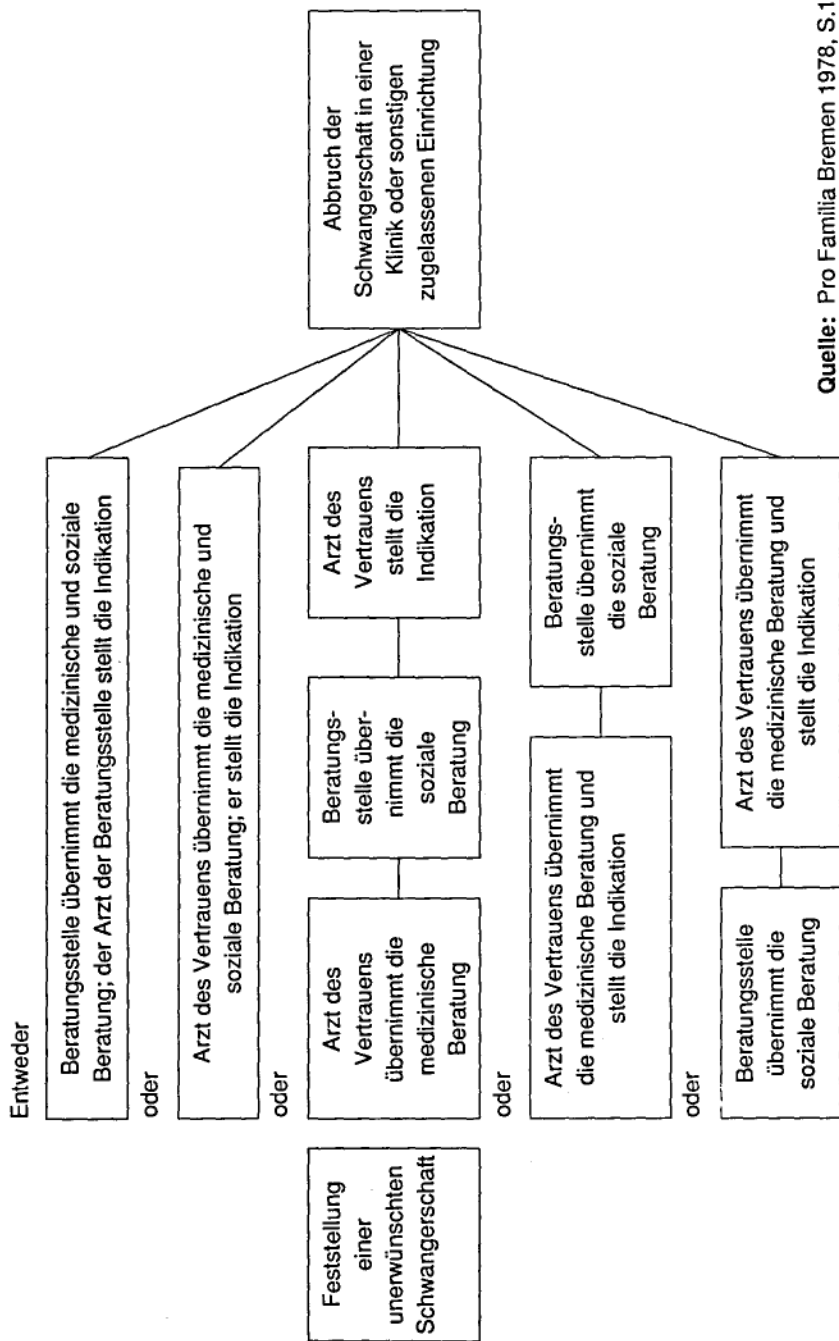 Feststellung
einer
unerwünschten
Schwangerschaft
Entweder
Beratungsstelle übernimmt die medizinische und soziale
Beratung; der Arzt der Beratungsstelle stellt die Indikation
oder
Arzt des Vertrauens übernimmt die medizinische und
soziale Beratung; er stellt die Indikation
oder
Arzt des
Vertrauens
übernimmt die
medizinische
Beratung
Beratungs-
stelle über-
nimmt die
soziale
Beratung
Arzt des
Vertrauens
stellt die
Indikation
oder
Arzt des Vertrauens übernimmt
die medizinische Beratung und
stellt die Indikation
Beratungs-
stelle übernimmt
die soziale
Beratung
oder
Beratungsstelle
übernimmt die
soziale Beratung
Arzt des Vertrauens übernimmt
die medizinische Beratung und
stellt die Indikation
Abbruch der
Schwangerschaft in einer
Klinik oder sonstigen
zugelassenen Einrichtung
Quelle: Pro Familia Bremen 1978, S.1